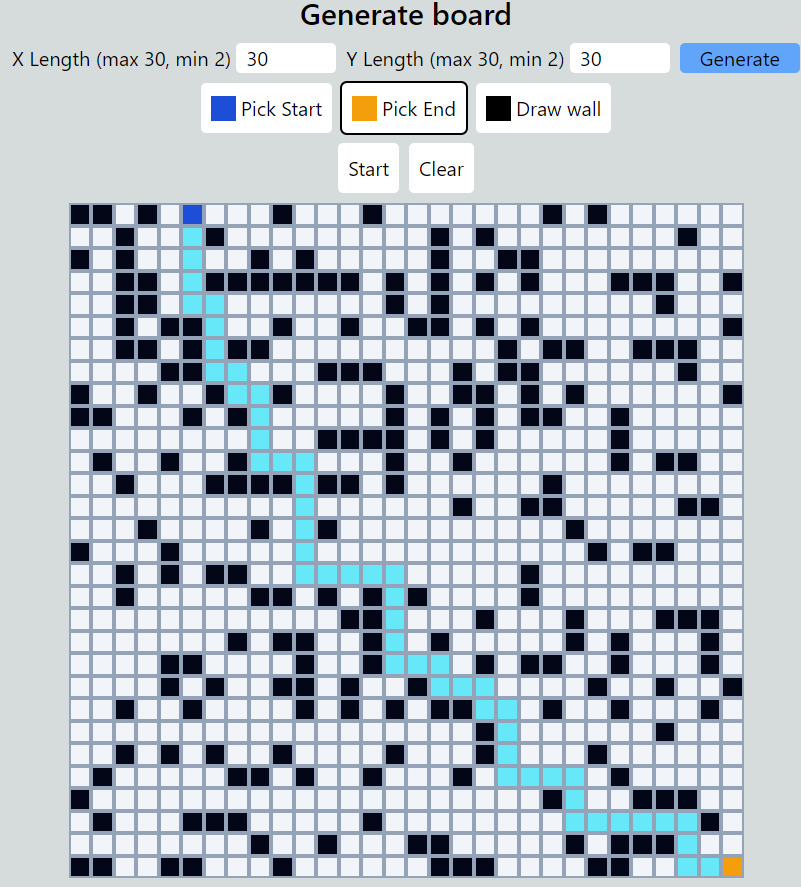 Generate board
X Length (max 30, min 2) 30 Y Length (max 30, min 2) 30 Generate
Pick Start Pick End Draw wall
Start Clear